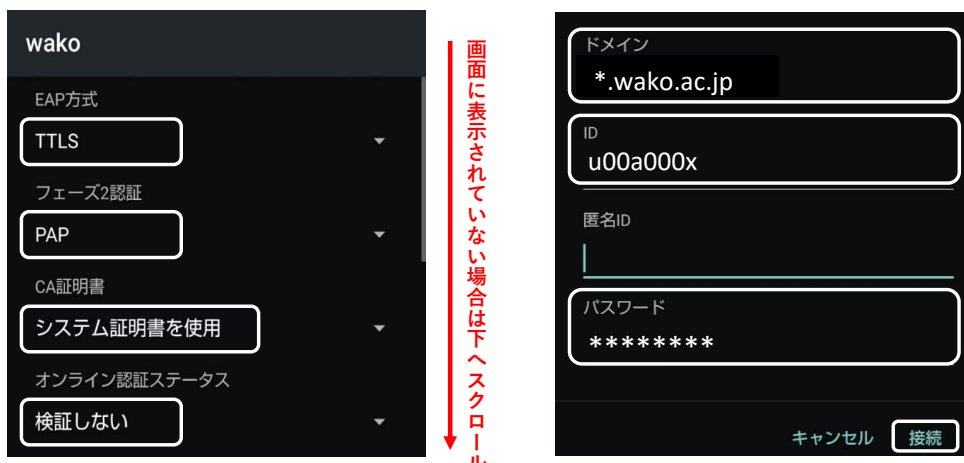 wako
EAP方式
TTLS
フェーズ2認証
PAP
CA証明書
システム証明書を使用
オンライン認証ステータス
検証しない
画面に表示されていない場合は下へスクロール
ドメイン
*.wako.ac.jp
ID
u00a000x
匿名ID
パスワード
********
キャンセル
接続